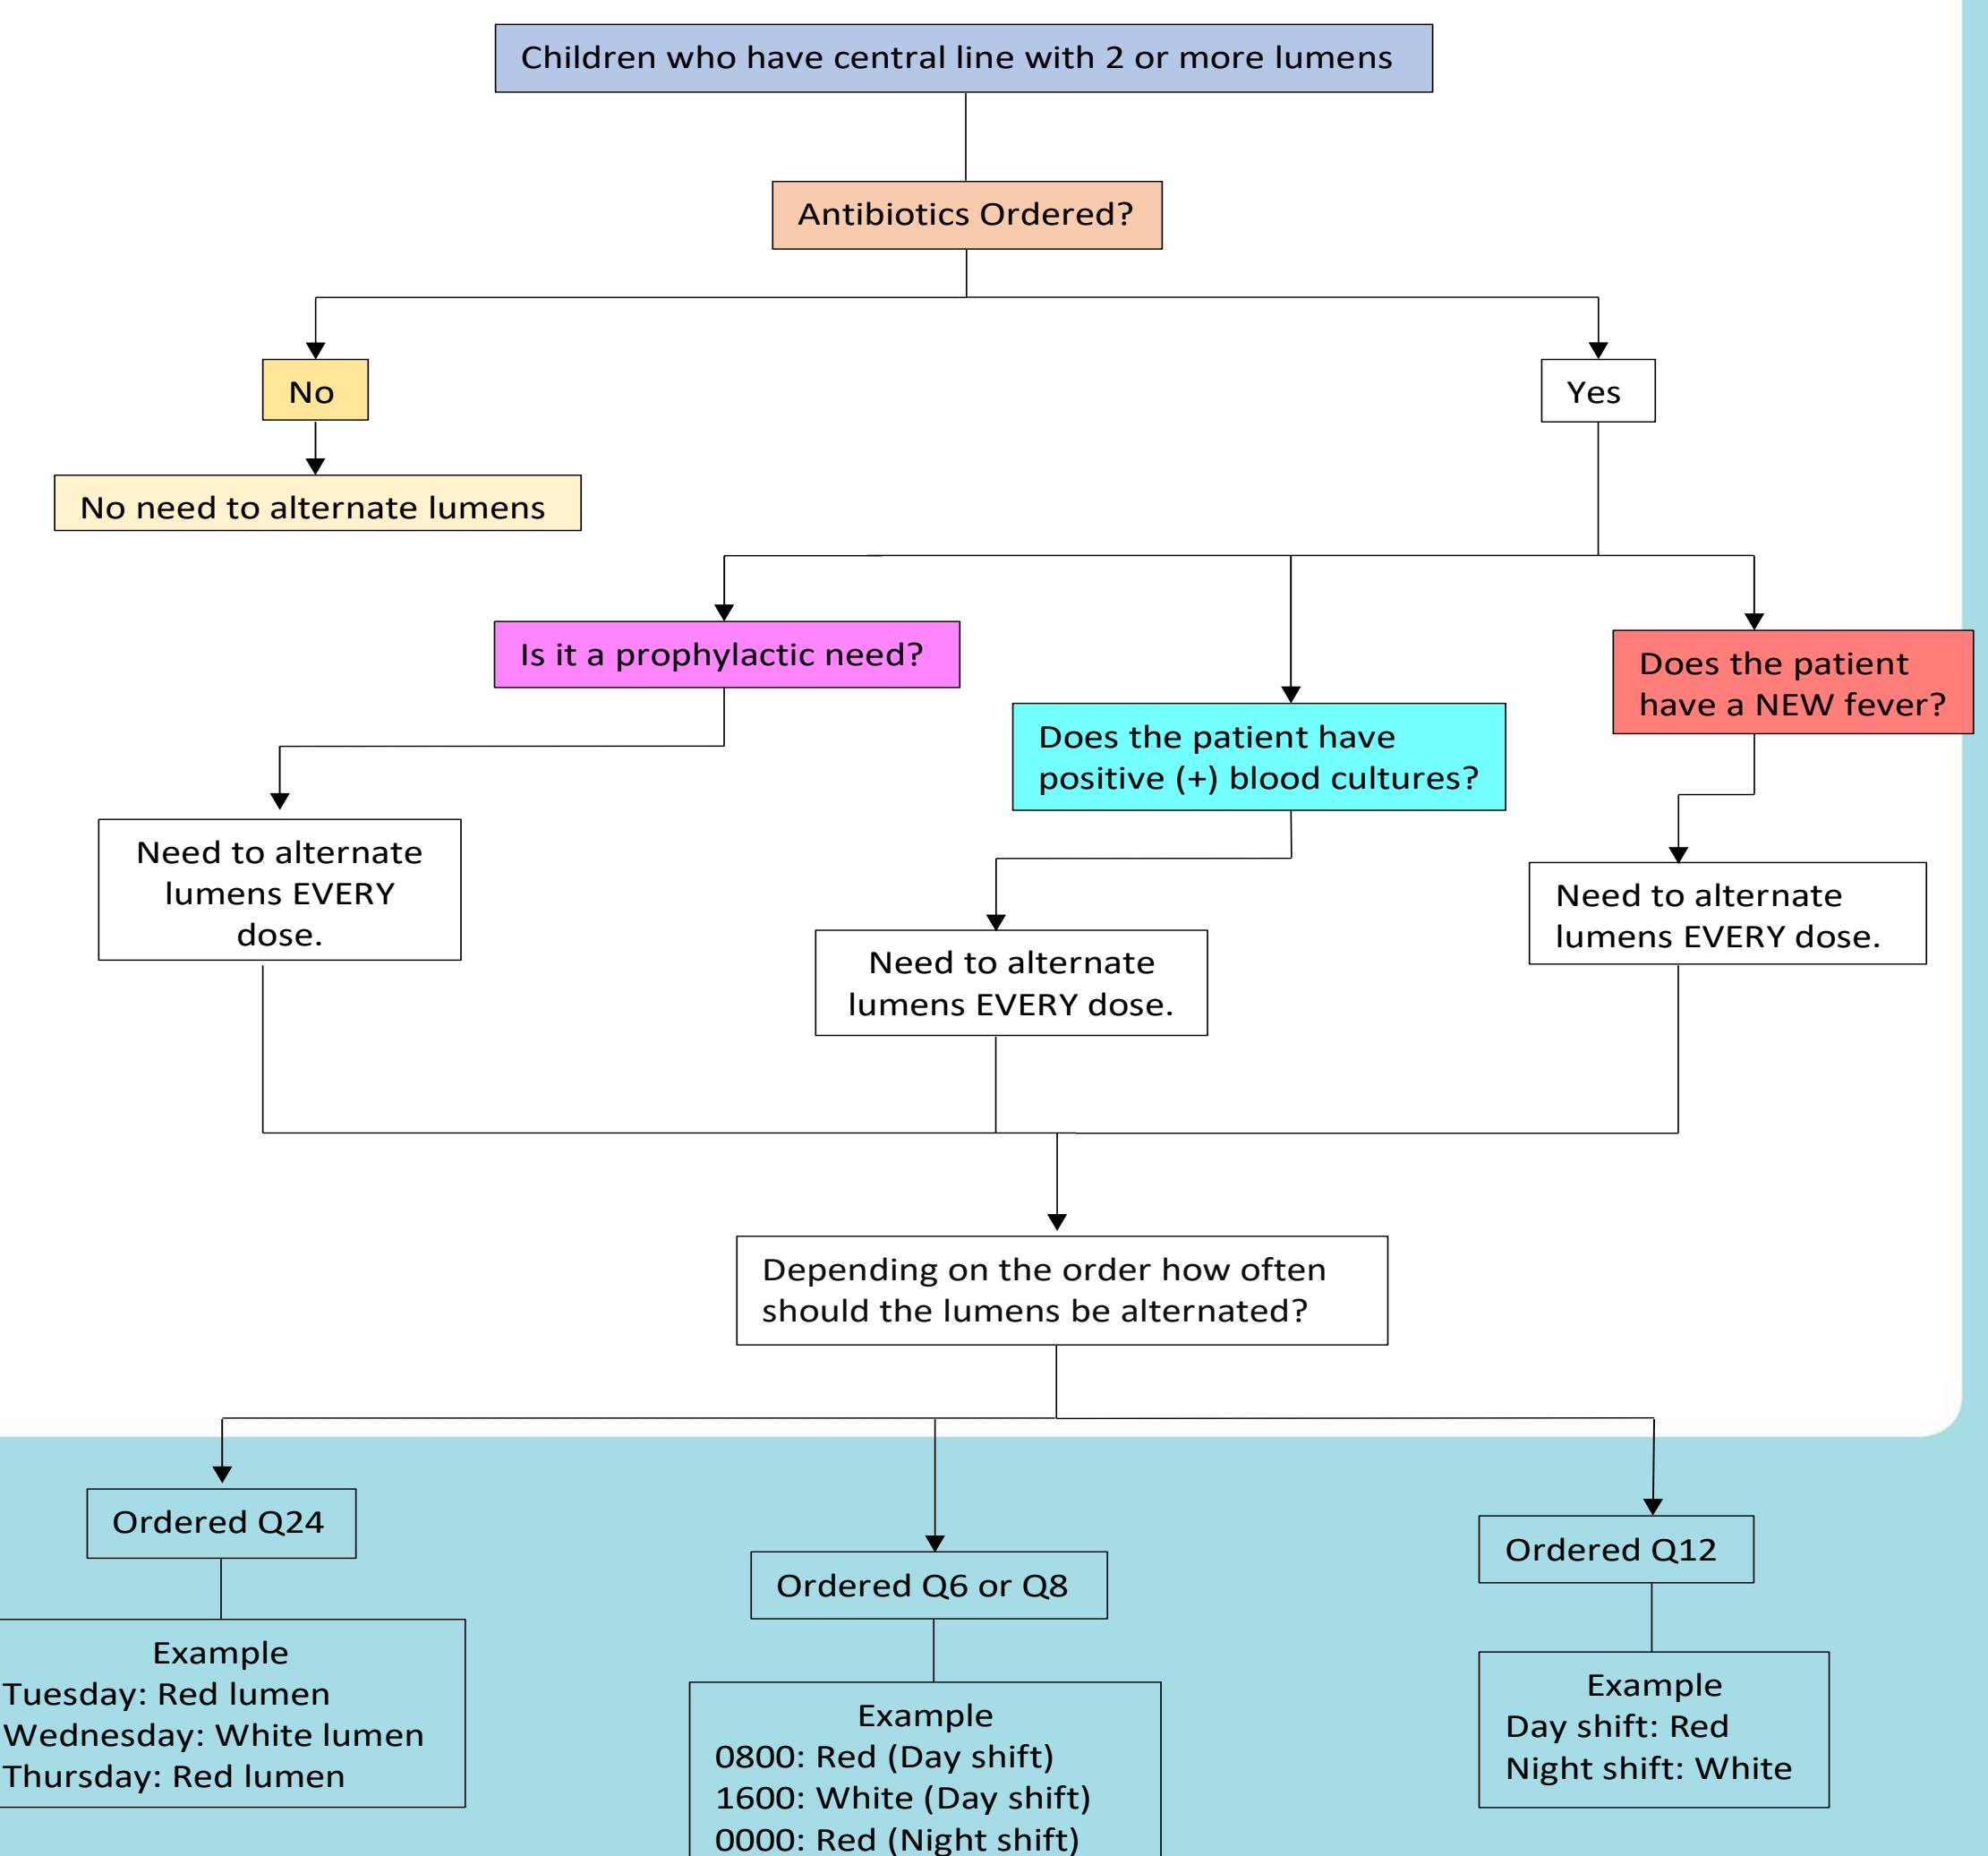 Children who have central line with 2 or more lumens
Antibiotics Ordered?
No
Yes
No need to alternate lumens
Is it a prophylactic need?
Does the patient have
positive (+) blood cultures?
Does the patient
have a NEW fever?
Need to alternate
lumens EVERY
dose.
Need to alternate
lumens EVERY dose.
Need to alternate
lumens EVERY dose.
Depending on the order how often
should the lumens be alternated?
Ordered Q24
Ordered Q6 or Q8
Ordered Q12
Example
Tuesday: Red lumen
Wednesday: White lumen
Thursday: Red lumen
Example
0800: Red (Day shift)
1600: White (Day shift)
0000: Red (Night shift)
Example
Day shift: Red
Night shift: White